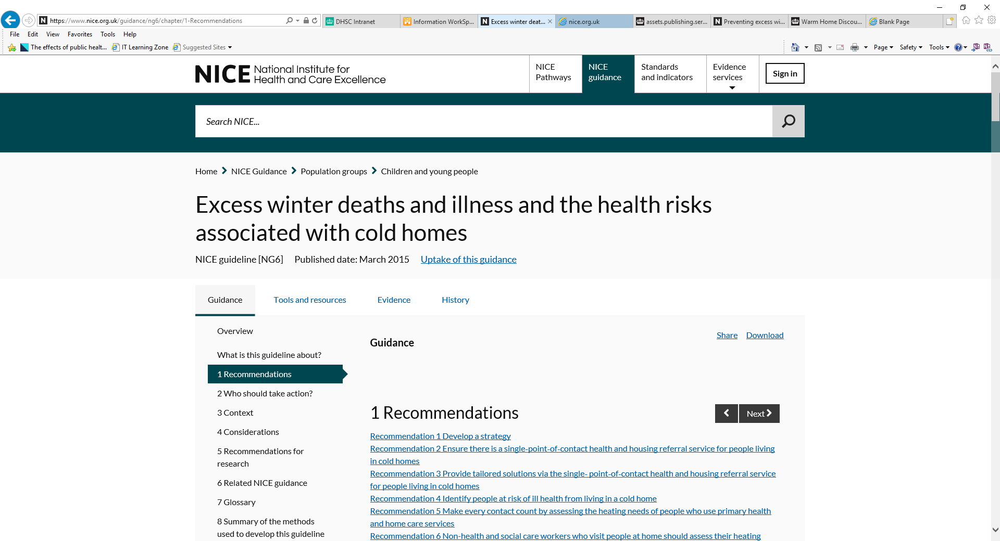 https://www.nice.org.uk/guidance/ng6/chapter/1-Recommendations
DHSC Intranet
Information WorkSp...
Excess winter deat...
nice.org.uk
assets.publishing.ser...
Preventing excess wi...
Warm Home Discou...
Blank Page
File Edit View Favorites Tools Help
The effects of public healt... IT Learning Zone Suggested Sites
Page Safety Tools
NICE National Institute for
Health and Care Excellence
NICE
Pathways
NICE
guidance
Standards
and indicators
Evidence
services
Sign in
Search NICE...
Home NICE Guidance Population groups Children and young people
Excess winter deaths and illness and the health risks
associated with cold homes
NICE guideline [NG6] Published date: March 2015 Uptake of this guidance
Guidance Tools and resources Evidence History
Overview
What is this guideline about?
1 Recommendations
2 Who should take action?
3 Context
4 Considerations
5 Recommendations for
research
6 Related NICE guidance
7 Glossary
8 Summary of the methods
used to develop this guideline
Share Download
Guidance
1 Recommendations
Next
Recommendation 1 Develop a strategy
Recommendation 2 Ensure there is a single-point-of-contact health and housing referral service for people living
in cold homes
Recommendation 3 Provide tailored solutions via the single- point-of-contact health and housing referral service
for people living in cold homes
Recommendation 4 Identify people at risk of ill health from living in a cold home
Recommendation 5 Make every contact count by assessing the heating needs of people who use primary health
and home care services
Recommendation 6 Non-health and social care workers who visit people at home should assess their heating